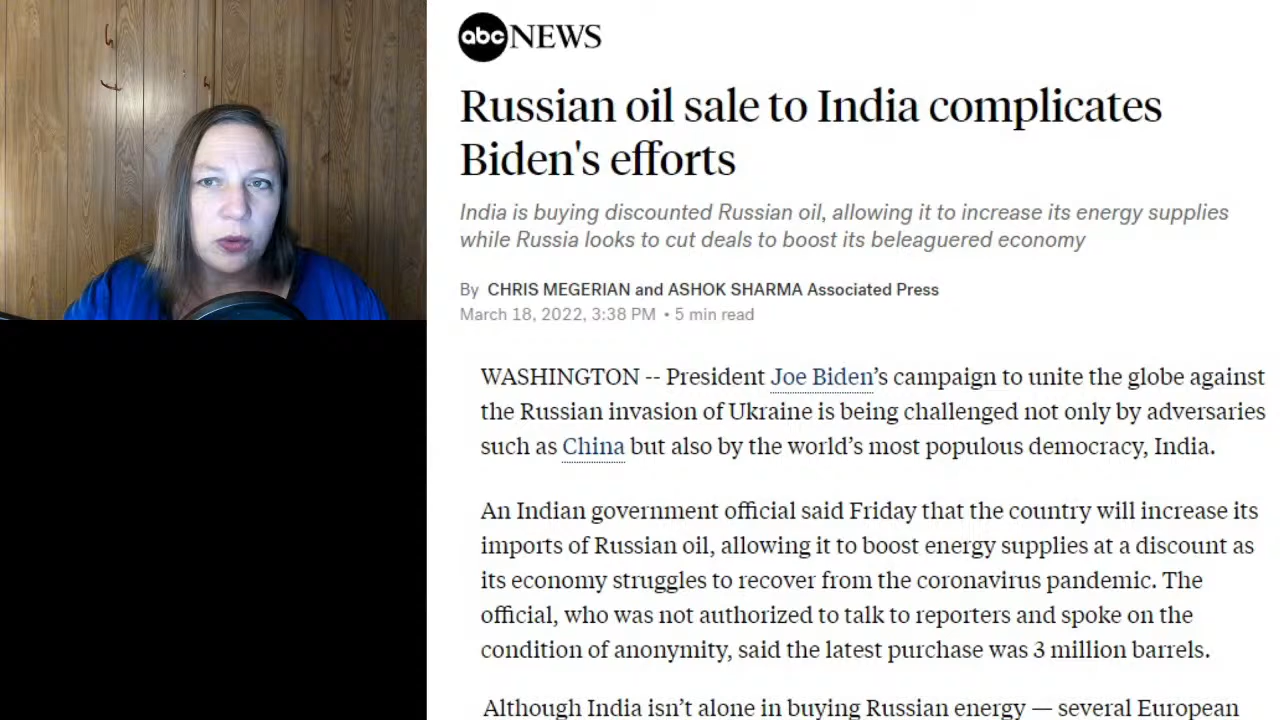 abc NEWS
Russian oil sale to India complicates
Biden's efforts
India is buying discounted Russian oil, allowing it to increase its energy supplies
while Russia looks to cut deals to boost its beleaguered economy
By CHRIS MEGERIAN and ASHOK SHARMA Associated Press
March 18, 2022, 3:38 PM • 5 min read
WASHINGTON -- President Joe Biden’s campaign to unite the globe against
the Russian invasion of Ukraine is being challenged not only by adversaries
such as China but also by the world’s most populous democracy, India.
An Indian government official said Friday that the country will increase its
imports of Russian oil, allowing it to boost energy supplies at a discount as
its economy struggles to recover from the coronavirus pandemic. The
official, who was not authorized to talk to reporters and spoke on the
condition of anonymity, said the latest purchase was 3 million barrels.
Although India isn’t alone in buying Russian energy — several European